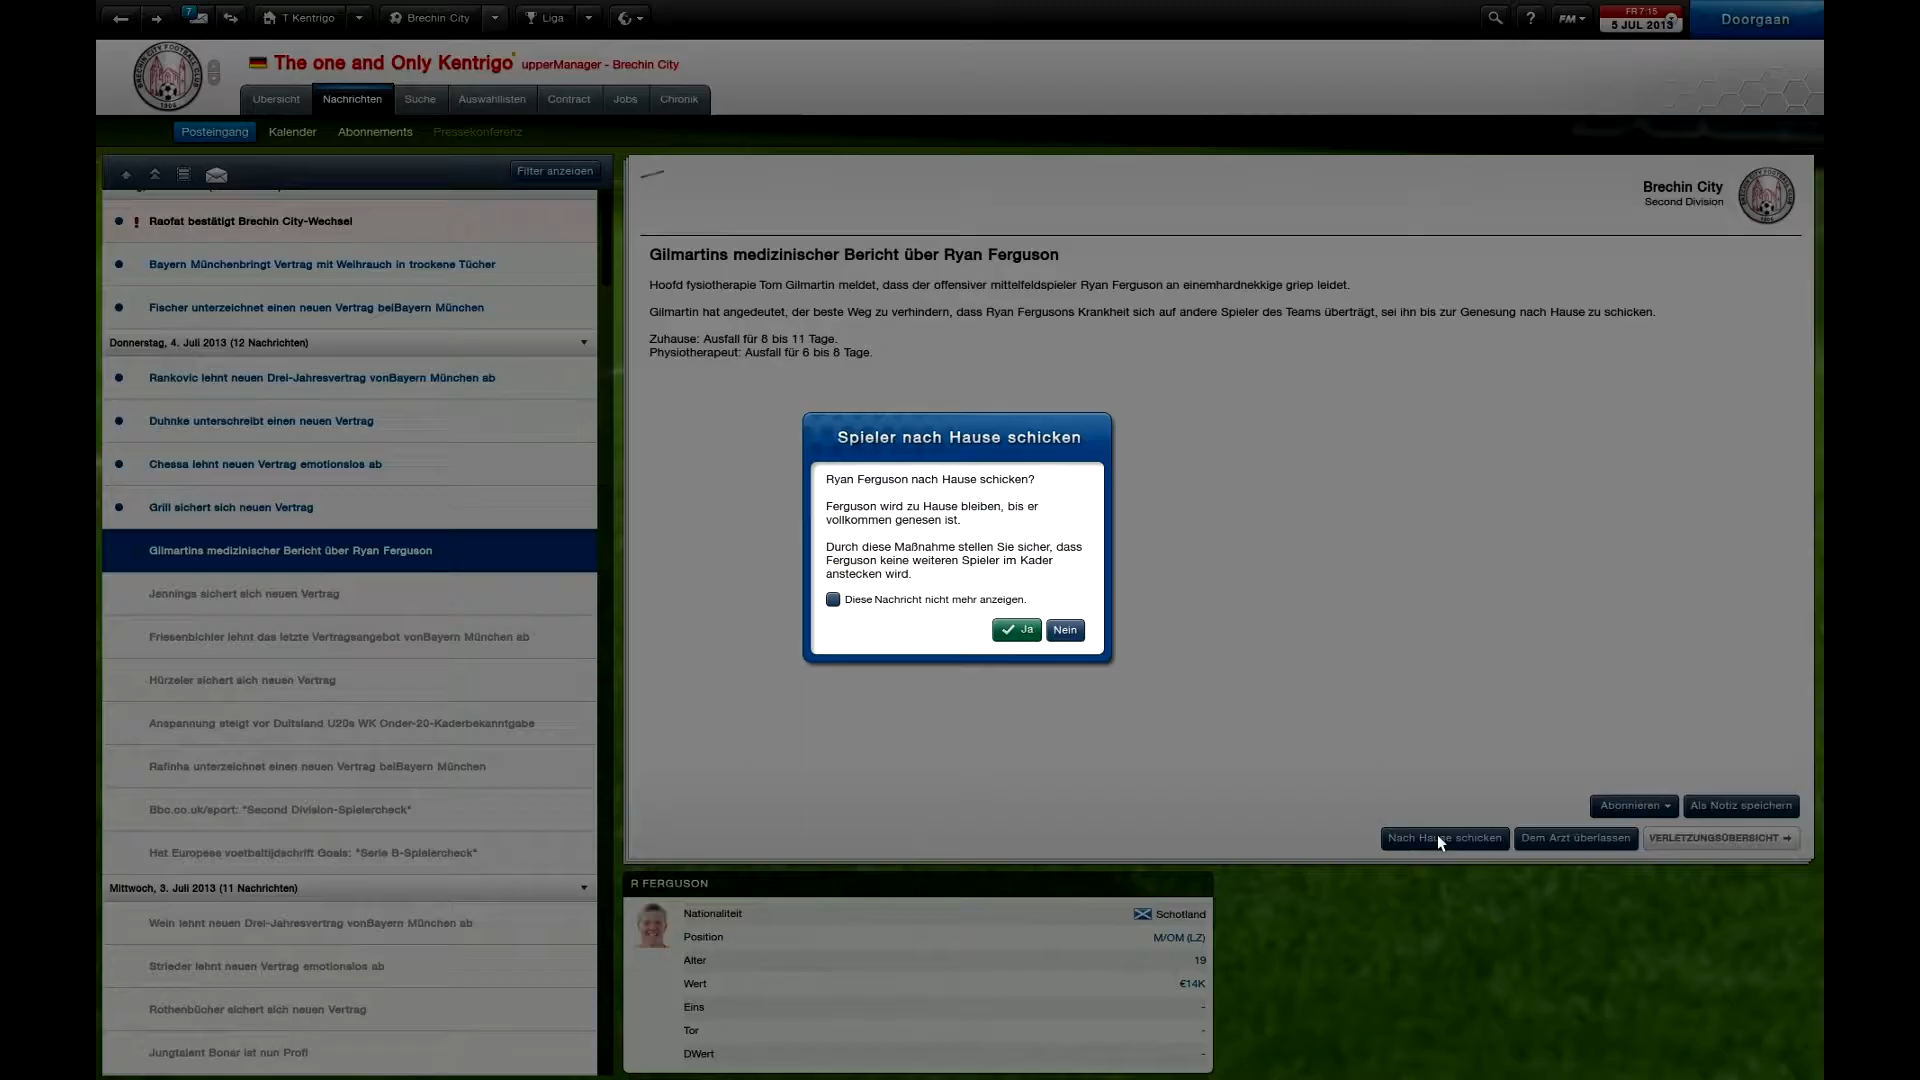 7
T Kentrigo
Brechin City
Liga
?
FM
FR 7:15
5 JUL 2013
Doorgaan
The one and Only Kentrigo
upperManager - Brechin City
Übersicht
Nachrichten
Suche
Auswahllisten
Contract
Jobs
Chronik
Posteingang
Kalender
Abonnements
Pressekonferenz
Filter anzeigen
Raofat bestätigt Brechin City-Wechsel
Bayern Münchenbringt Vertrag mit Weihrauch in trockene Tücher
Fischer unterzeichnet einen neuen Vertrag beiBayern München
Donnerstag, 4. Juli 2013 (12 Nachrichten)
Rankovic lehnt neuen Drei-Jahresvertrag vonBayern München ab
Duhnke unterschreibt einen neuen Vertrag
Chessa lehnt neuen Vertrag emotionslos ab
Grill sichert sich neuen Vertrag
Gilmartins medizinischer Bericht über Ryan Ferguson
Jennings sichert sich neuen Vertrag
Friesenbichler lehnt das letzte Vertragsangebot vonBayern München ab
Hürzeler sichert sich neuen Vertrag
Anspannung steigt vor Duitsland U20s WK Onder-20-Kaderbekanntgabe
Rafinha unterzeichnet einen neuen Vertrag beiBayern München
Bbc.co.uk/sport: "Second Division-Spielercheck"
Het Europese voetbaltijdschrift Goals: "Serie B-Spielercheck"
Mittwoch, 3. Juli 2013 (11 Nachrichten)
Wein lehnt neuen Drei-Jahresvertrag vonBayern München ab
Strieder lehnt neuen Vertrag emotionslos ab
Rothenbücher sichert sich neuen Vertrag
Jungtalent Bonar ist nun Profi
Brechin City
Second Division
Gilmartins medizinischer Bericht über Ryan Ferguson
Hoofd fysiotherapie Tom Gilmartin meldet, dass der offensiver mittelfeldspieler Ryan Ferguson an einemhardnekkige griep leidet.
Gilmartin hat angedeutet, der beste Weg zu verhindern, dass Ryan Fergusons Krankheit sich auf andere Spieler des Teams überträgt, sei ihn bis zur Genesung nach Hause zu schicken.
Zuhause: Ausfall für 8 bis 11 Tage.
Physiotherapeut: Ausfall für 6 bis 8 Tage.
Spieler nach Hause schicken
Ryan Ferguson nach Hause schicken?
Ferguson wird zu Hause bleiben, bis er
vollkommen genesen ist.
Durch diese Maßnahme stellen Sie sicher, dass
Ferguson keine weiteren Spieler im Kader
anstecken wird.
Diese Nachricht nicht mehr anzeigen.
Ja
Nein
Abonnieren
Als Notiz speichern
Nach Hause schicken
Dem Arzt überlassen
VERLETZUNGSÜBERSICHT
R FERGUSON
Nationaliteit
Schotland
Position
M/OM (LZ)
Alter
19
Wert
€14K
Eins
-
Tor
-
DWert
-